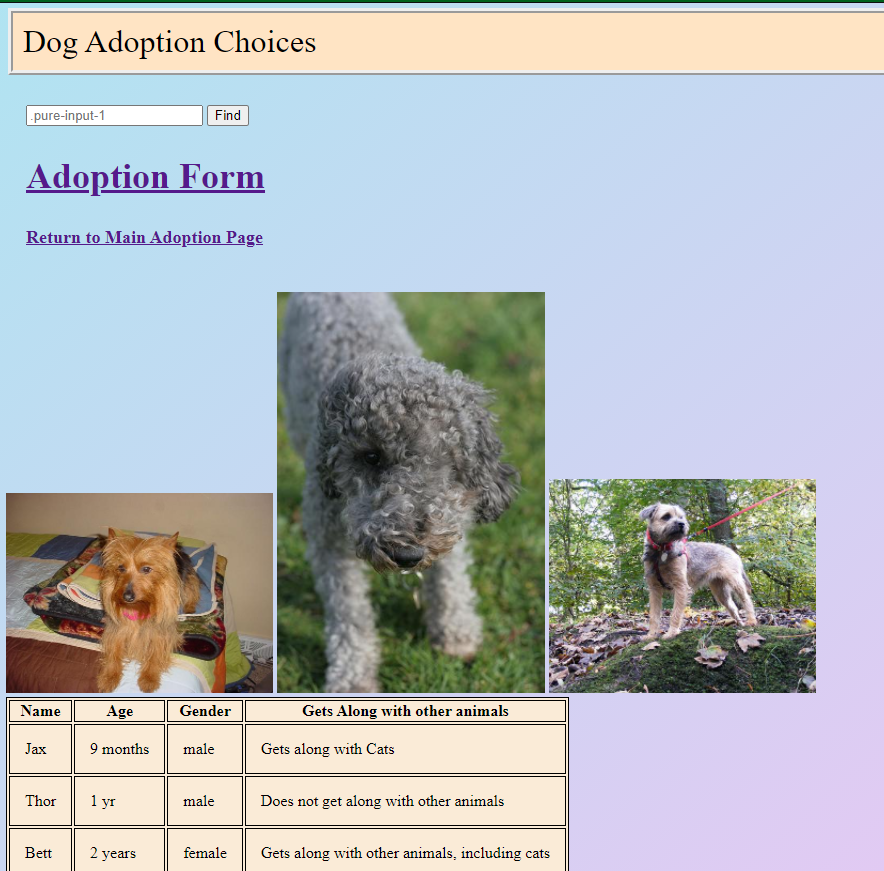 Dog Adoption Choices
.pure-input-1 Find
Adoption Form
Return to Main Adoption Page
Name Age Gender Gets Along with other animals
Jax 9 months male Gets along with Cats
Thor 1 yr male Does not get along with other animals
Bett 2 years female Gets along with other animals, including cats